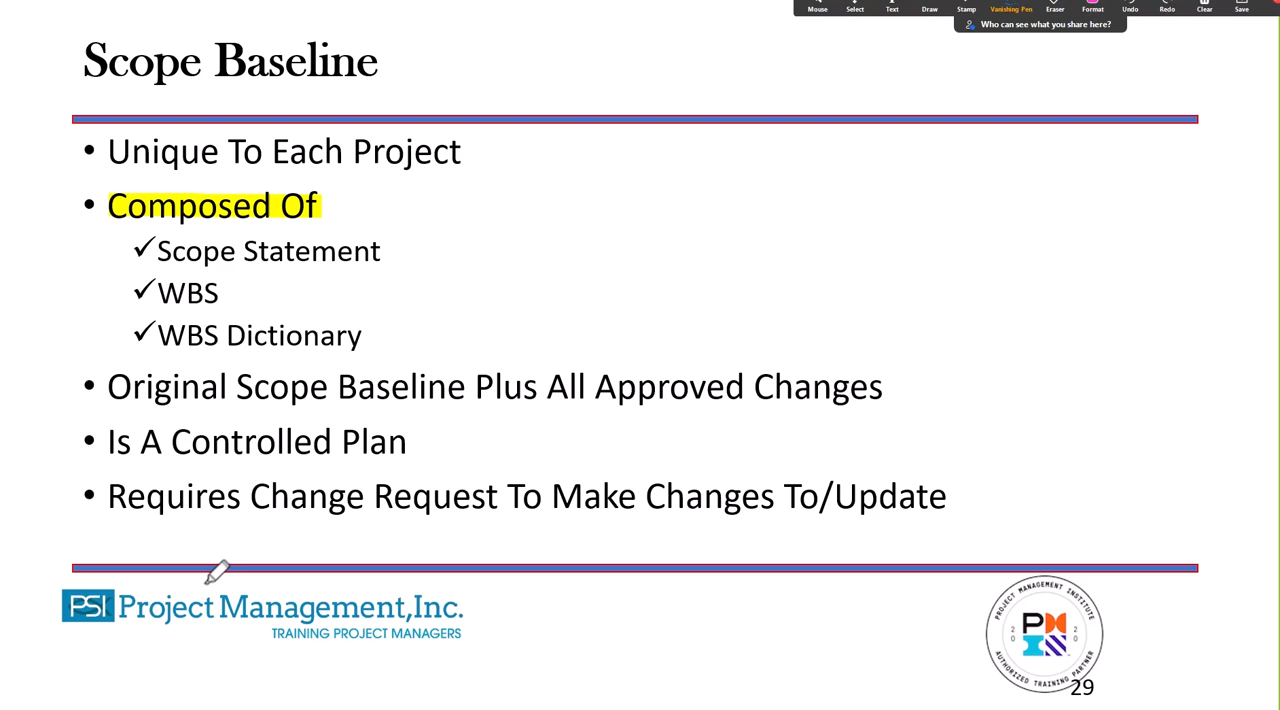 Mouse Select Text Draw Stamp Vanishing Pen Eraser Format Undo Redo Clear Save
Who can see what you share here?
Scope Baseline
• Unique To Each Project
• Composed Of
✓Scope Statement
✓WBS
✓WBS Dictionary
• Original Scope Baseline Plus All Approved Changes
• Is A Controlled Plan
• Requires Change Request To Make Changes To/Update
PSI Project Management,Inc.
TRAINING PROJECT MANAGERS
PROJECT MANAGEMENT INSTITUTE
2020
AUTHORIZED TRAINING PARTNER
29